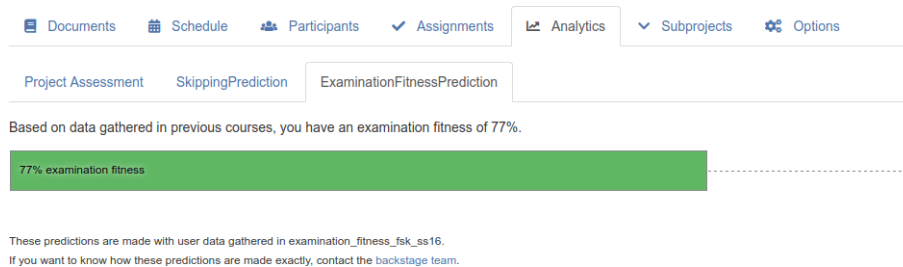 Documents Schedule Participants Assignments Analytics Subprojects Options
Project Assessment SkippingPrediction ExaminationFitnessPrediction
Based on data gathered in previous courses, you have an examination fitness of 77%.
77% examination fitness
These predictions are made with user data gathered in examination_fitness_fsk_ss16.
If you want to know how these predictions are made exactly, contact the backstage team.